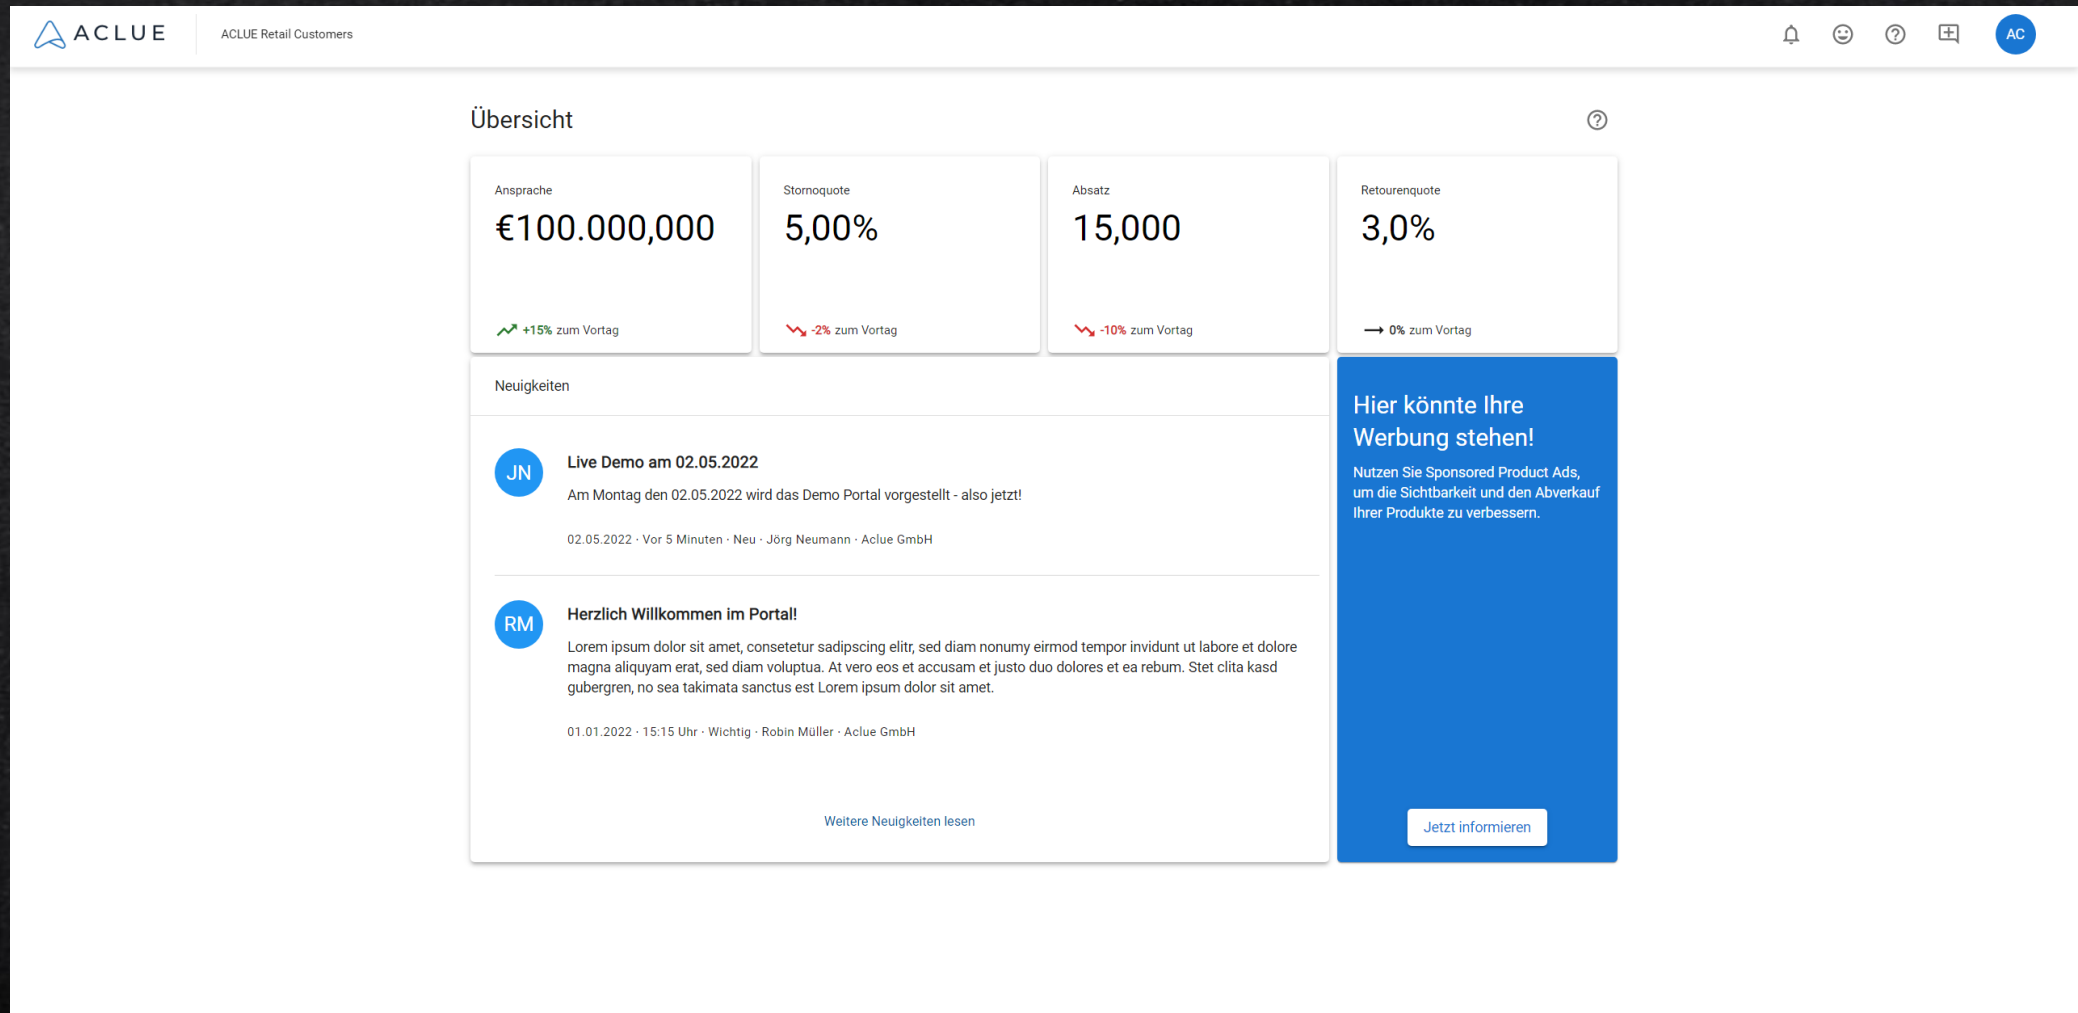 ACLUE
ACLUE Retail Customers
AC
Übersicht
Ansprache
€100.000,000
+15% zum Vortag
Stornoquote
5,00%
-2% zum Vortag
Absatz
15,000
-10% zum Vortag
Retourenquote
3,0%
0% zum Vortag
Neuigkeiten
JN
Live Demo am 02.05.2022
Am Montag den 02.05.2022 wird das Demo Portal vorgestellt - also jetzt!
02.05.2022 · Vor 5 Minuten · Neu · Jörg Neumann · Aclue GmbH
RM
Herzlich Willkommen im Portal!
Lorem ipsum dolor sit amet, consetetur sadipscing elitr, sed diam nonumy eirmod tempor invidunt ut labore et dolore
magna aliquyam erat, sed diam voluptua. At vero eos et accusam et justo duo dolores et ea rebum. Stet clita kasd
gubergren, no sea takimata sanctus est Lorem ipsum dolor sit amet.
01.01.2022 · 15:15 Uhr · Wichtig · Robin Müller · Aclue GmbH
Weitere Neuigkeiten lesen
Hier könnte Ihre
Werbung stehen!
Nutzen Sie Sponsored Product Ads,
um die Sichtbarkeit und den Abverkauf
Ihrer Produkte zu verbessern.
Jetzt informieren